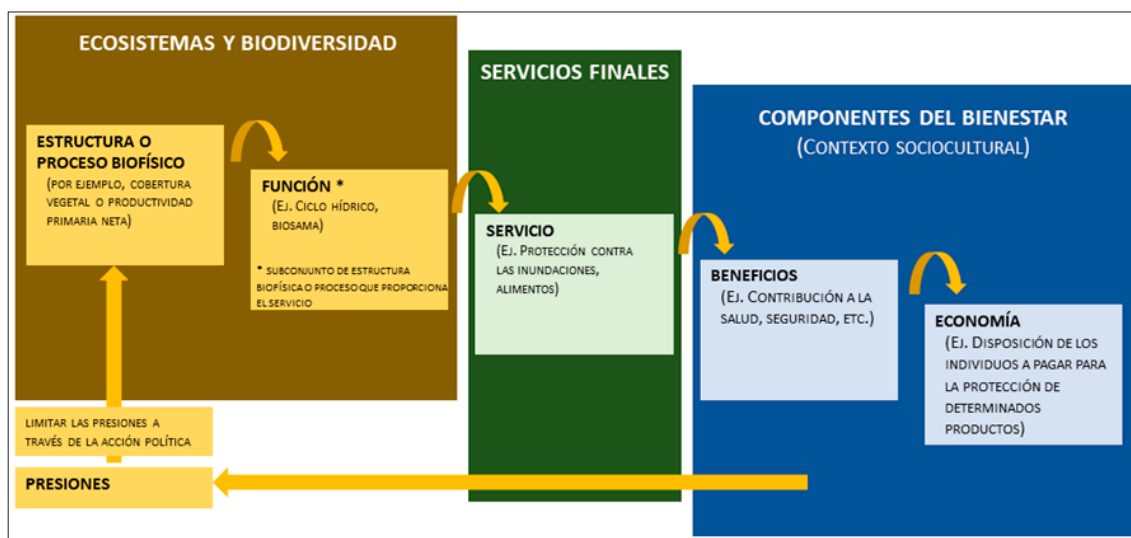 ECOSISTEMAS Y BIODIVERSIDAD
ESTRUCTURA O
PROCESO BIOFÍSICO
(POR EJEMPLO, COBERTURA
VEGETAL O PRODUCTIVIDAD
PRIMARIA NETA)
FUNCIÓN *
(EJ. CICLO HÍDRICO,
BIOSAMA)
* SUBCONJUNTO DE ESTRUCTURA
BIOFÍSICA O PROCESO QUE PROPORCIONA
EL SERVICIO
LIMITAR LAS PRESIONES A
TRAVÉS DE LA ACCIÓN POLÍTICA
PRESIONES
SERVICIOS FINALES
SERVICIO
(EJ. PROTECCIÓN CONTRA
LAS INUNDACIONES,
ALIMENTOS)
COMPONENTES DEL BIENESTAR
(CONTEXTO SOCIOCULTURAL)
BENEFICIOS
(EJ. CONTRIBUCIÓN A LA
SALUD, SEGURIDAD, ETC.)
ECONOMÍA
(EJ. DISPOSICIÓN DE LOS
INDIVIDUOS A PAGAR PARA
LA PROTECCIÓN DE
DETERMINADOS
PRODUCTOS)